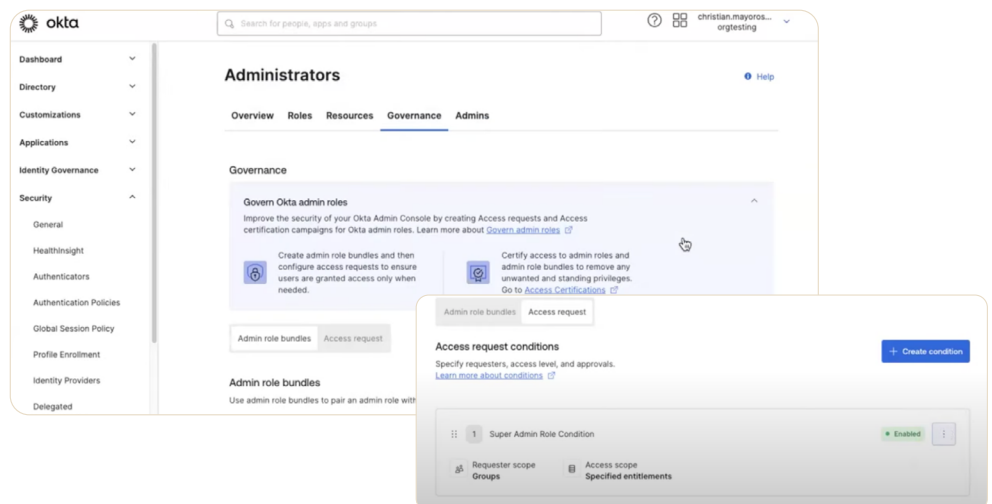 okta
Search for people, apps and groups
christian.mayoros...
orgtesting
Dashboard
Directory
Customizations
Applications
Identity Governance
Security
General
HealthInsight
Authenticators
Authentication Policies
Global Session Policy
Profile Enrollment
Identity Providers
Delegated
Administrators
Help
Overview Roles Resources Governance Admins
Governance
Govern Okta admin roles
Improve the security of your Okta Admin Console by creating Access requests and Access
certification campaigns for Okta admin roles. Learn more about Govern admin roles
Create admin role bundles and then
configure access requests to ensure
users are granted access only when
needed.
Certify access to admin roles and
admin role bundles to remove any
unwanted and standing privileges.
Go to Access Certifications
Admin role bundles Access request
Admin role bundles
Use admin role bundles to pair an admin role with
Admin role bundles Access request
Access request conditions
Create condition
Specify requesters, access level, and approvals.
Learn more about conditions
1 Super Admin Role Condition
Enabled
Requester scope
Groups
Access scope
Specified entitlements